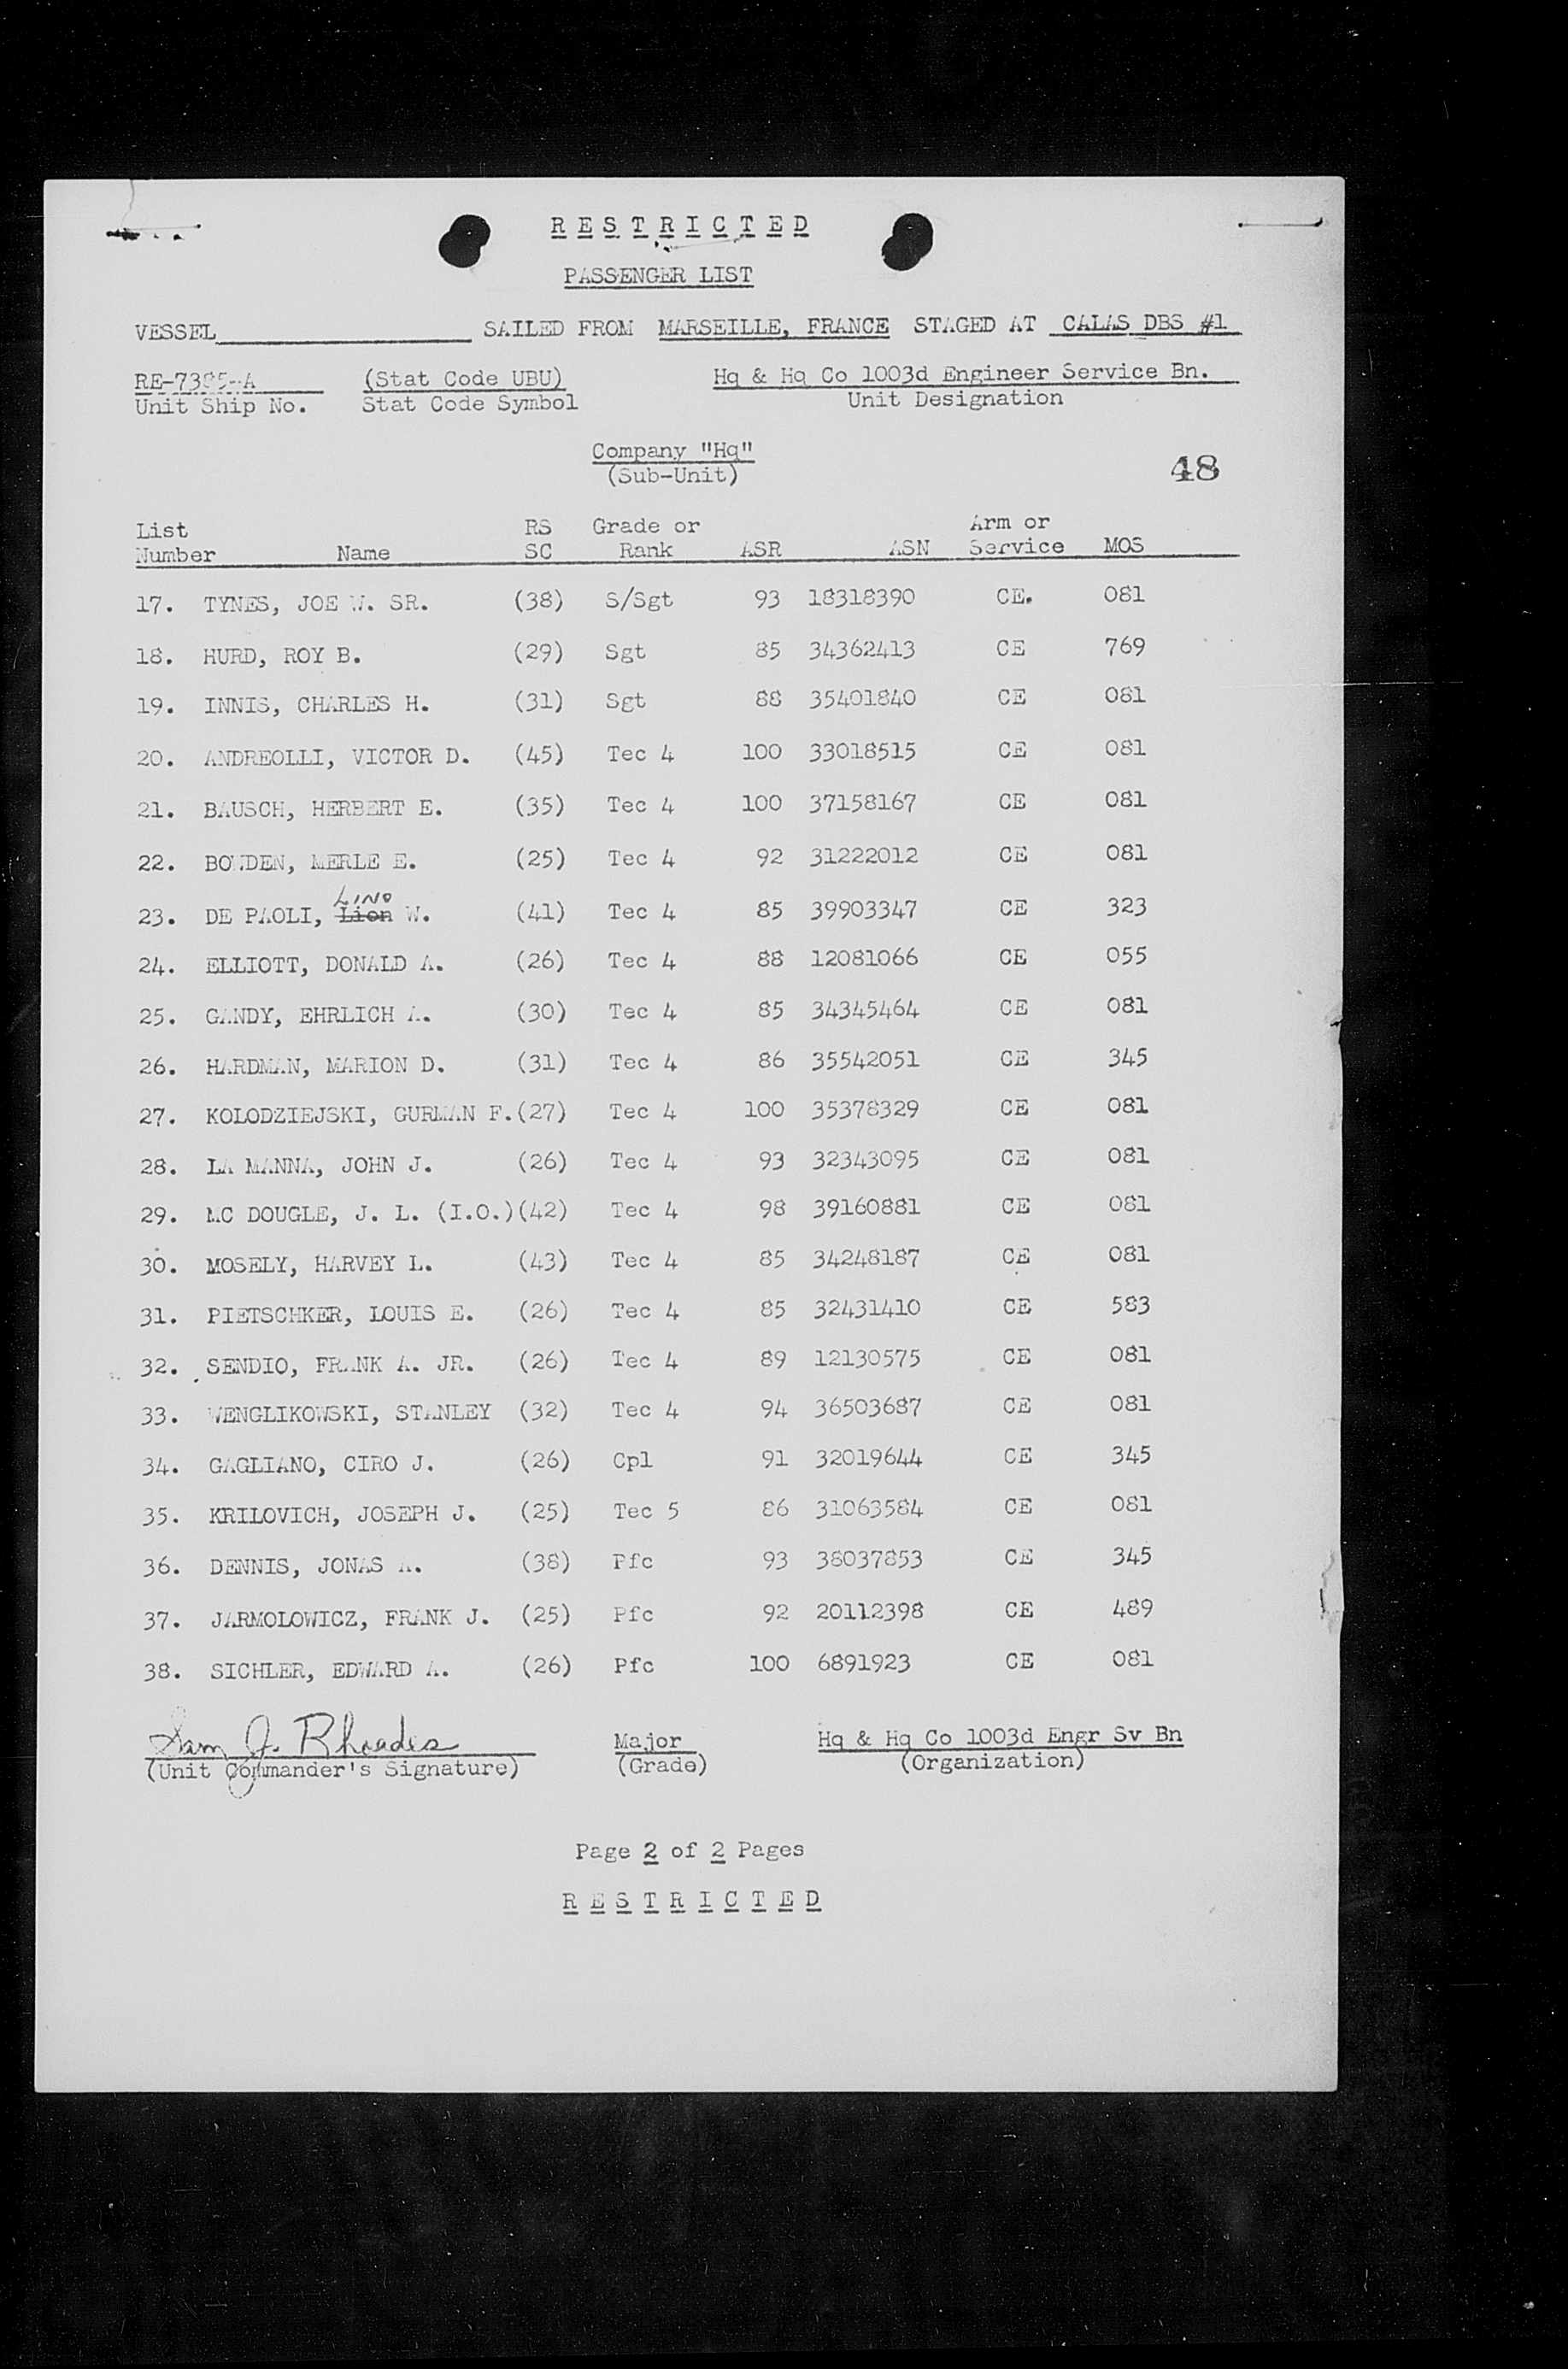 RESTRICTED
PASSENGER LIST
VESSEL SAILED FROM MARSEILLE, FRANCE STAGED AT CALAS DBS #1
RE-7385-A (Stat Code UBU) Hq & Hq Co 1003d Engineer Service Bn.
Unit Ship No. Stat Code Symbol Unit Designation
Company "Hq"
(Sub-Unit)
48
List RS Grade or Arm or
Number Name SC Rank ASR ASN Service MOS
17. TYNES, JOE W. SR. (38) S/Sgt 93 18318390 CE. 081
18. HURD, ROY B. (29) Sgt 85 34362413 CE 769
19. INNIS, CHARLES H. (31) Sgt 88 35401840 CE 081
20. ANDREOLLI, VICTOR D. (45) Tec 4 100 33018515 CE 081
21. BAUSCH, HERBERT E. (35) Tec 4 100 37158167 CE 081
22. BOWDEN, MERLE E. (25) Tec 4 92 31222012 CE 081
LINO
23. DE PAOLI, Lion W. (41) Tec 4 85 39903347 CE 323
24. ELLIOTT, DONALD A. (26) Tec 4 88 12081066 CE 055
25. GANDY, EHRLICH A. (30) Tec 4 85 34345464 CE 081
26. HARDMAN, MARION D. (31) Tec 4 86 35542051 CE 345
27. KOLODZIEJSKI, GURMAN F.(27) Tec 4 100 35378329 CE 081
28. LA MANNA, JOHN J. (26) Tec 4 93 32343095 CE 081
29. MC DOUGLE, J. L. (I.O.)(42) Tec 4 98 39160881 CE 081
30. MOSELY, HARVEY L. (43) Tec 4 85 34248187 CE 081
31. PIETSCHKER, LOUIS E. (26) Tec 4 85 32431410 CE 583
32. SENDIO, FRANK A. JR. (26) Tec 4 89 12130575 CE 081
33. WENGLIKOWSKI, STANLEY (32) Tec 4 94 36503687 CE 081
34. GAGLIANO, CIRO J. (26) Cpl 91 32019644 CE 345
35. KRILOVICH, JOSEPH J. (25) Tec 5 86 31063584 CE 081
36. DENNIS, JONAS A. (38) Pfc 93 38037853 CE 345
37. JARMOLOWICZ, FRANK J. (25) Pfc 92 20112398 CE 489
38. SICHLER, EDWARD A. (26) Pfc 100 6891923 CE 081
Sam J. Rhoades Major Hq & Hq Co 1003d Engr Sv Bn
(Unit Commander's Signature) (Grade) (Organization)
Page 2 of 2 Pages
RESTRICTED